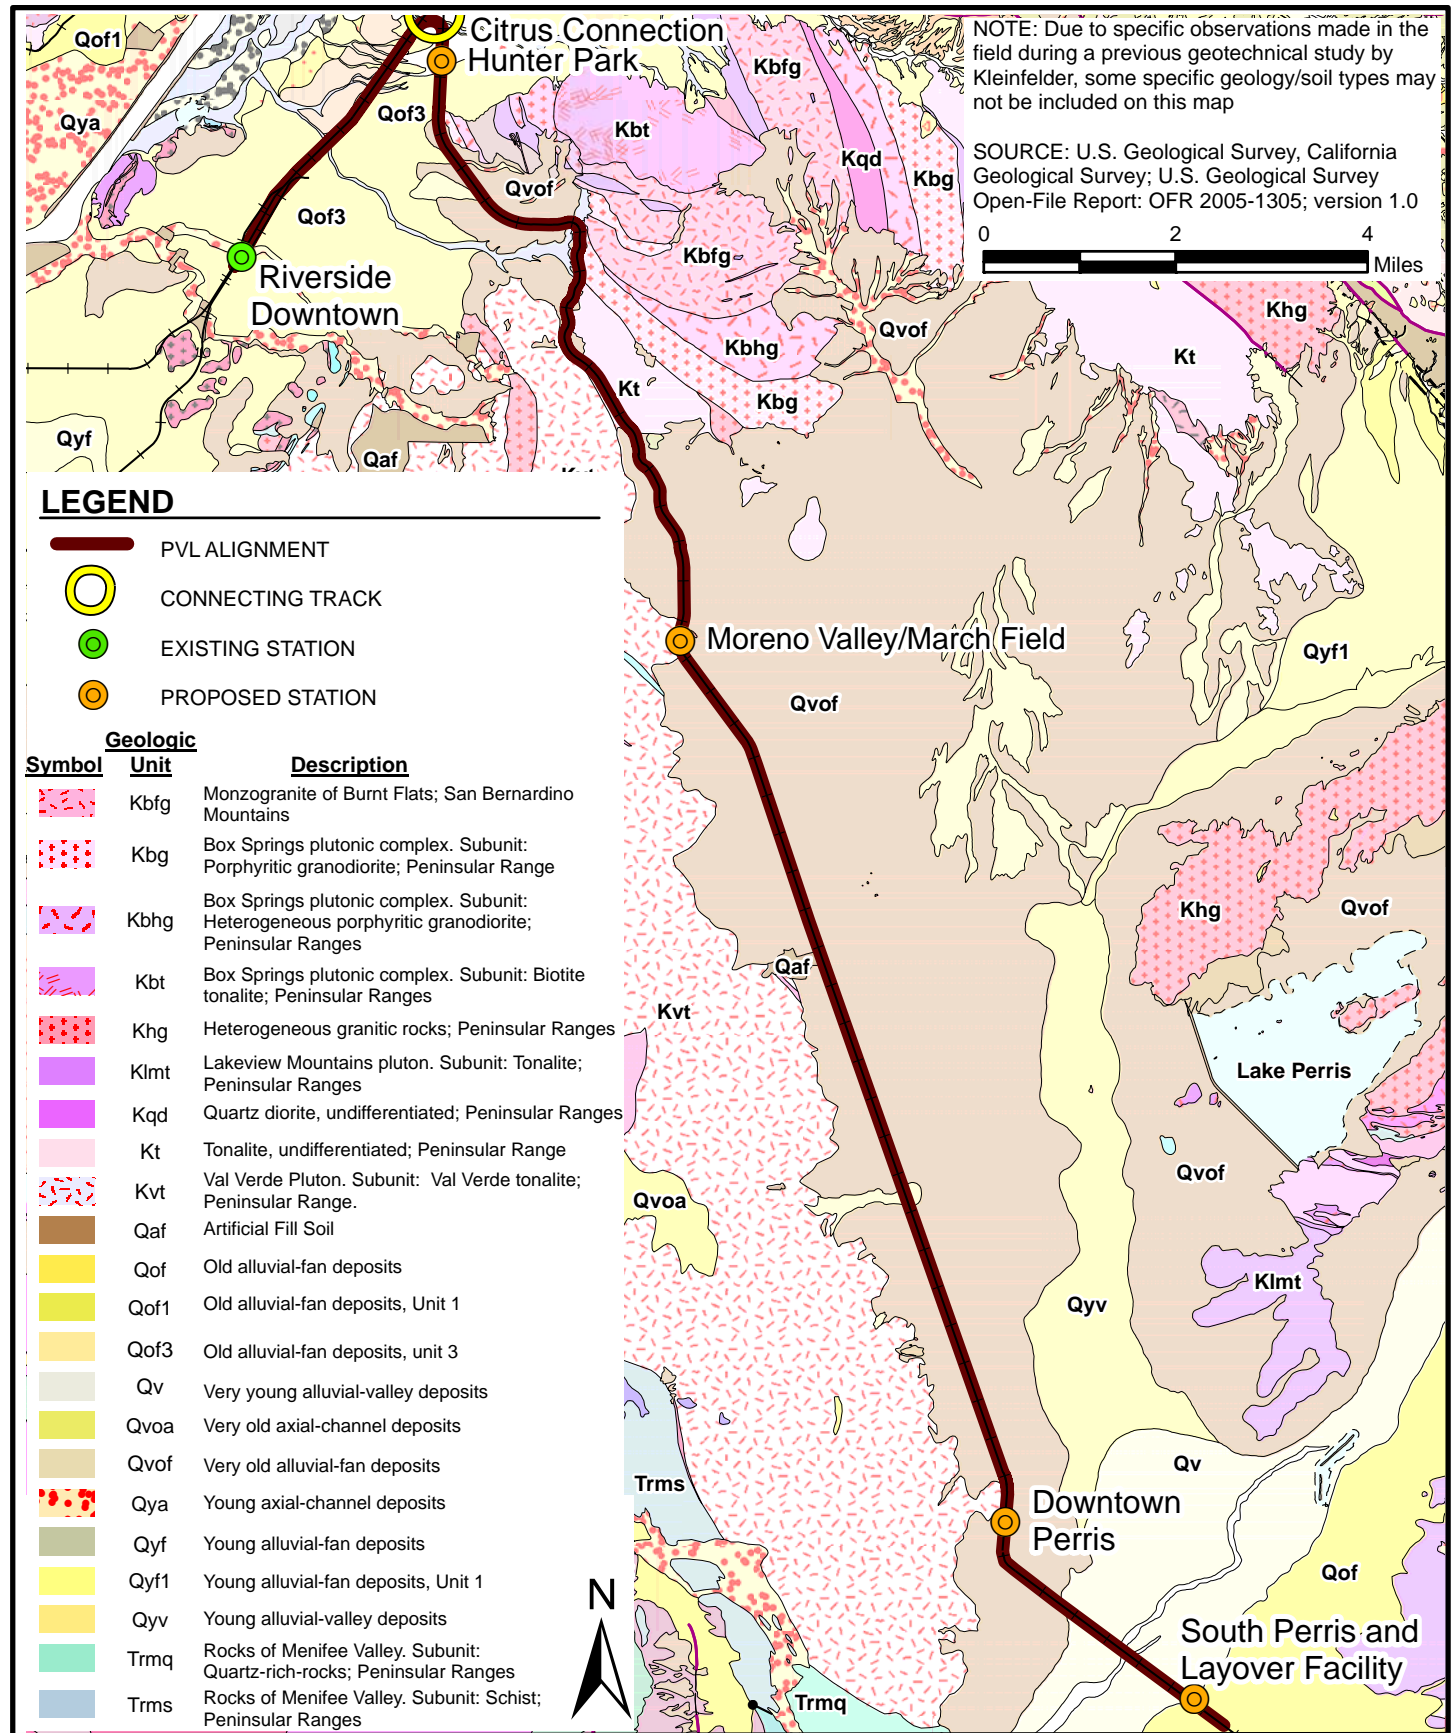 Citrus Connection
Hunter Park
Qof1
Qya
Qof3
Qof3
Qvof
Kbt
Kbfg
Kqd
Kbg
NOTE: Due to specific observations made in the
field during a previous geotechnical study by
Kleinfelder, some specific geology/soil types may
not be included on this map
SOURCE: U.S. Geological Survey, California
Geological Survey; U.S. Geological Survey
Open-File Report: OFR 2005-1305; version 1.0
0 2 4
Miles
Riverside
Downtown
Kbfg
Kbhg
Kbg
Kt
Qvof
Kt
Khg
Qyf
Qaf
LEGEND
PVL ALIGNMENT
CONNECTING TRACK
EXISTING STATION
PROPOSED STATION
Geologic
Symbol Unit Description
Kbfg Monzogranite of Burnt Flats; San Bernardino
Mountains
Kbg Box Springs plutonic complex. Subunit:
Porphyritic granodiorite; Peninsular Range
Kbhg Box Springs plutonic complex. Subunit:
Heterogeneous porphyritic granodiorite;
Peninsular Ranges
Kbt Box Springs plutonic complex. Subunit: Biotite
tonalite; Peninsular Ranges
Khg Heterogeneous granitic rocks; Peninsular Ranges
Klmt Lakeview Mountains pluton. Subunit: Tonalite;
Peninsular Ranges
Kqd Quartz diorite, undifferentiated; Peninsular Ranges
Kt Tonalite, undifferentiated; Peninsular Range
Kvt Val Verde Pluton. Subunit: Val Verde tonalite;
Peninsular Range.
Qaf Artificial Fill Soil
Qof Old alluvial-fan deposits
Qof1 Old alluvial-fan deposits, Unit 1
Qof3 Old alluvial-fan deposits, unit 3
Qv Very young alluvial-valley deposits
Qvoa Very old axial-channel deposits
Qvof Very old alluvial-fan deposits
Qya Young axial-channel deposits
Qyf Young alluvial-fan deposits
Qyf1 Young alluvial-fan deposits, Unit 1
Qyv Young alluvial-valley deposits
Trmq Rocks of Menifee Valley. Subunit:
Quartz-rich-rocks; Peninsular Ranges
Trms Rocks of Menifee Valley. Subunit: Schist;
Peninsular Ranges
N
Moreno Valley/March Field
Qvof
Qyf1
Khg
Qvof
Qaf
Kvt
Lake Perris
Qvof
Qvoa
Klmt
Qyv
Qv
Trms
Downtown
Perris
Qof
South Perris and
Layover Facility
Trmq